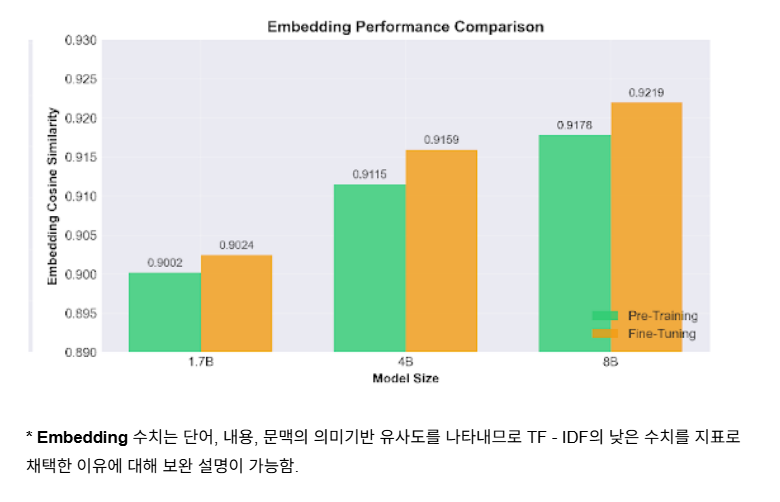 Embedding Performance Comparison
0.930
0.925
0.920
0.915
0.910
0.905
0.900
0.895
0.890
Embedding Cosine Similarity
0.9002
0.9024
0.9115
0.9159
0.9178
0.9219
Pre-Training
Fine-Tuning
1.7B
4B
8B
Model Size
* Embedding 수치는 단어, 내용, 문맥의 의미기반 유사도를 나타내므로 TF - IDF의 낮은 수치를 지표로
채택한 이유에 대해 보완 설명이 가능함.